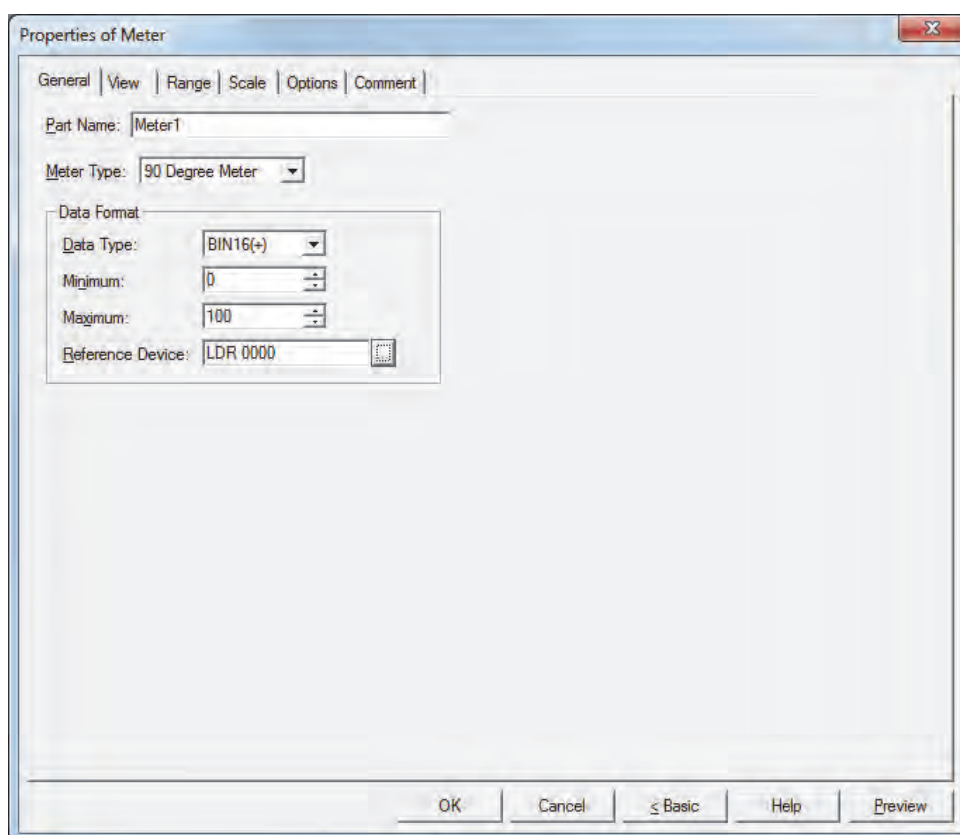 Properties of Meter
General View Range Scale Options Comment
Part Name: Meter1
Meter Type: 90 Degree Meter
Data Format
Data Type: BIN16(+)
Minimum: 0
Maximum: 100
Reference Device: LDR 0000
OK Cancel < Basic Help Preview